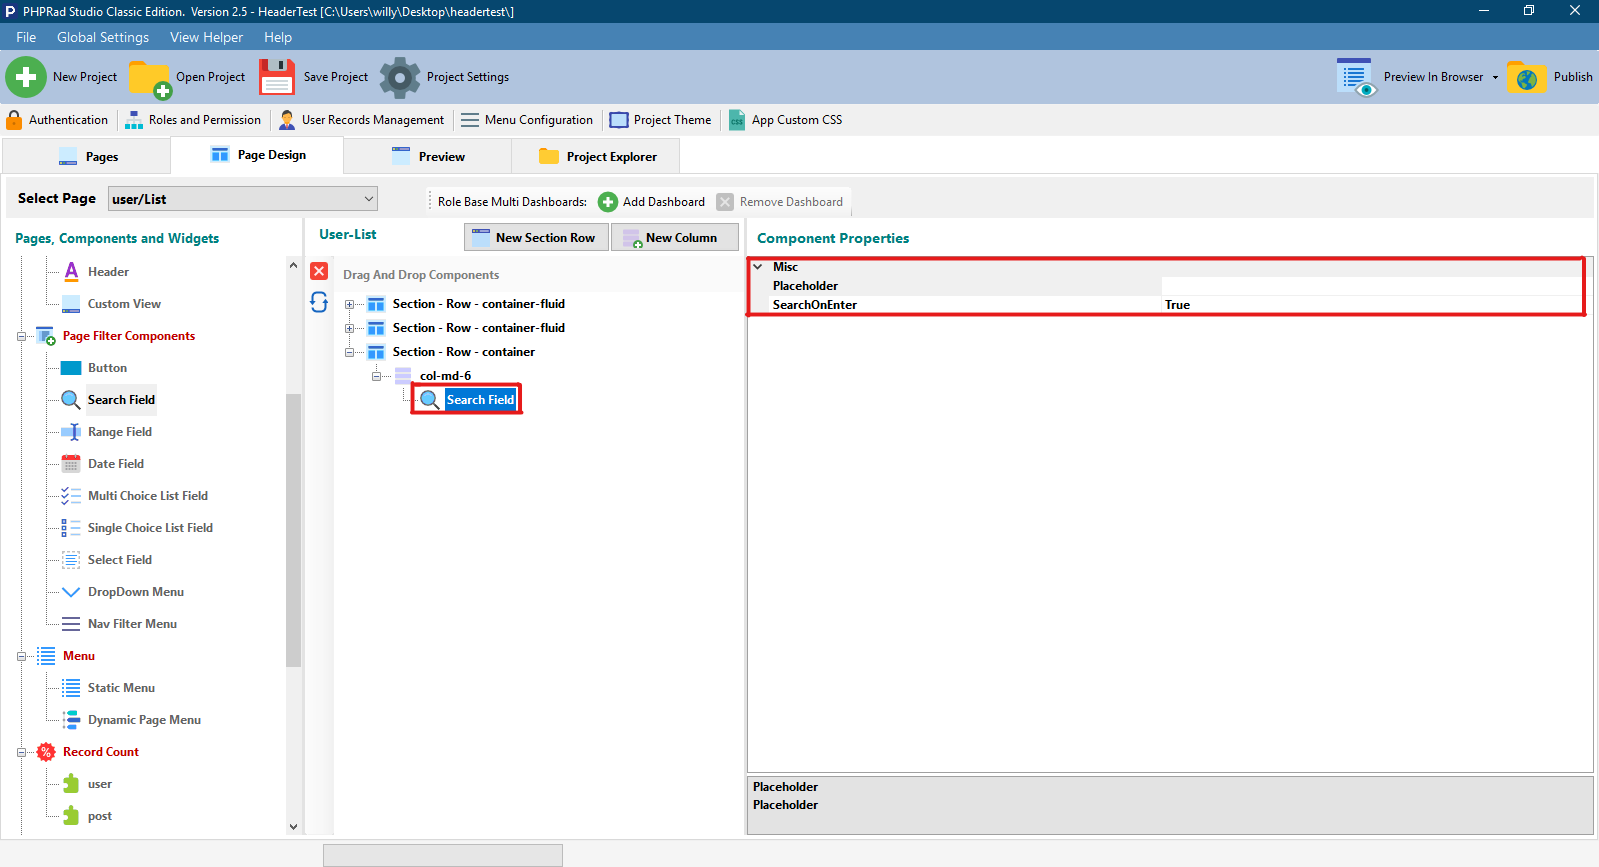 PHPRad Studio Classic Edition.  Version 2.5 - HeaderTest [C:\Users\willy\Desktop\headertest\]
File Global Settings View Helper Help
New Project Open Project Save Project Project Settings Preview In Browser Publish
Authentication Roles and Permission User Records Management Menu Configuration Project Theme App Custom CSS
Pages Page Design Preview Project Explorer
Select Page user/List Role Base Multi Dashboards: Add Dashboard Remove Dashboard
Pages, Components and Widgets
Header
Custom View
Page Filter Components
Button
Search Field
Range Field
Date Field
Multi Choice List Field
Single Choice List Field
Select Field
DropDown Menu
Nav Filter Menu
Menu
Static Menu
Dynamic Page Menu
Record Count
user
post
User-List New Section Row New Column
Drag And Drop Components
Section - Row - container-fluid
Section - Row - container-fluid
Section - Row - container
col-md-6
Search Field
Component Properties
Misc
Placeholder
SearchOnEnter True
Placeholder
Placeholder